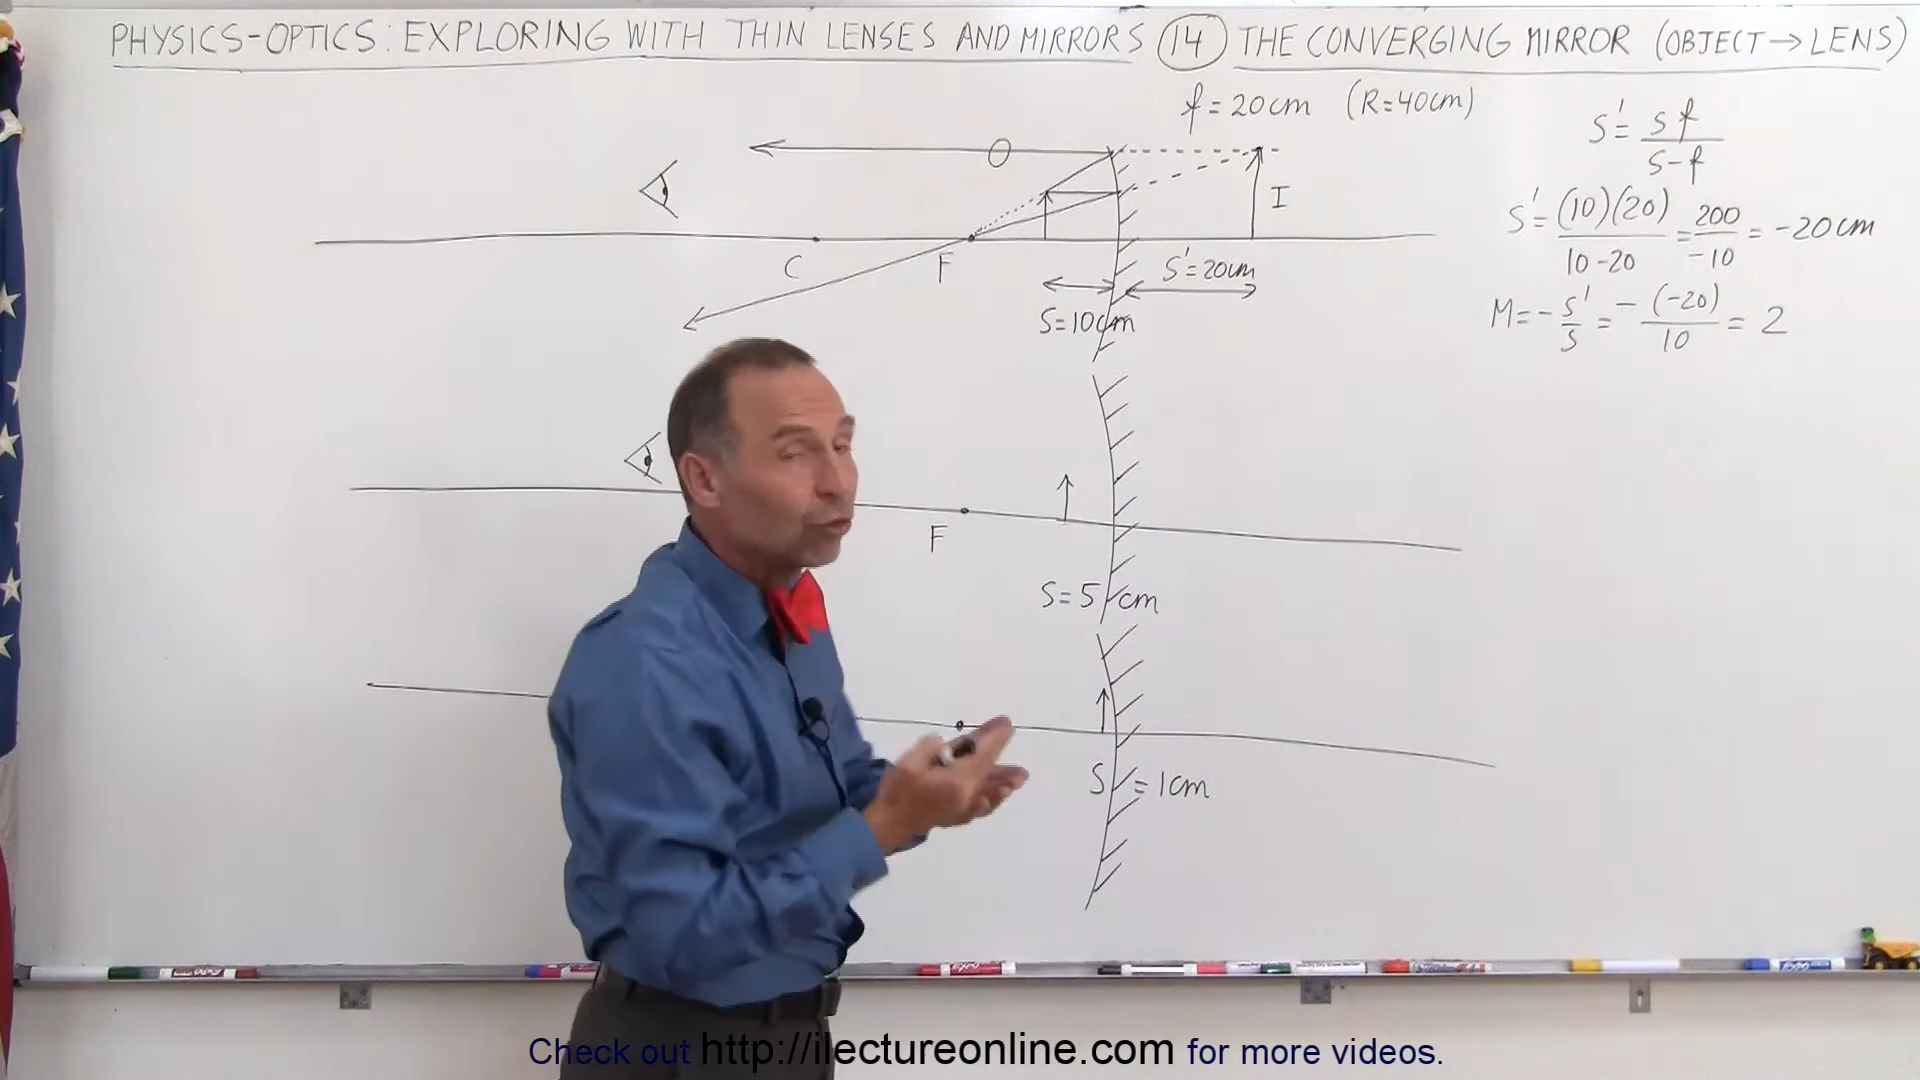 PHYSICS-OPTICS: EXPLORING WITH THIN LENSES AND MIRRORS 14 THE CONVERGING MIRROR (OBJECT→LENS)
f = 20cm (R=40cm)
S' = Sf / S-f
O
I
C
F
S'=20cm
S=10cm
S' = (10)(20) / 10-20 = 200 / -10 = -20cm
M = - S' / S = - (-20) / 10 = 2
F
S=5cm
S=1cm
Check out http://ilectureonline.com for more videos.